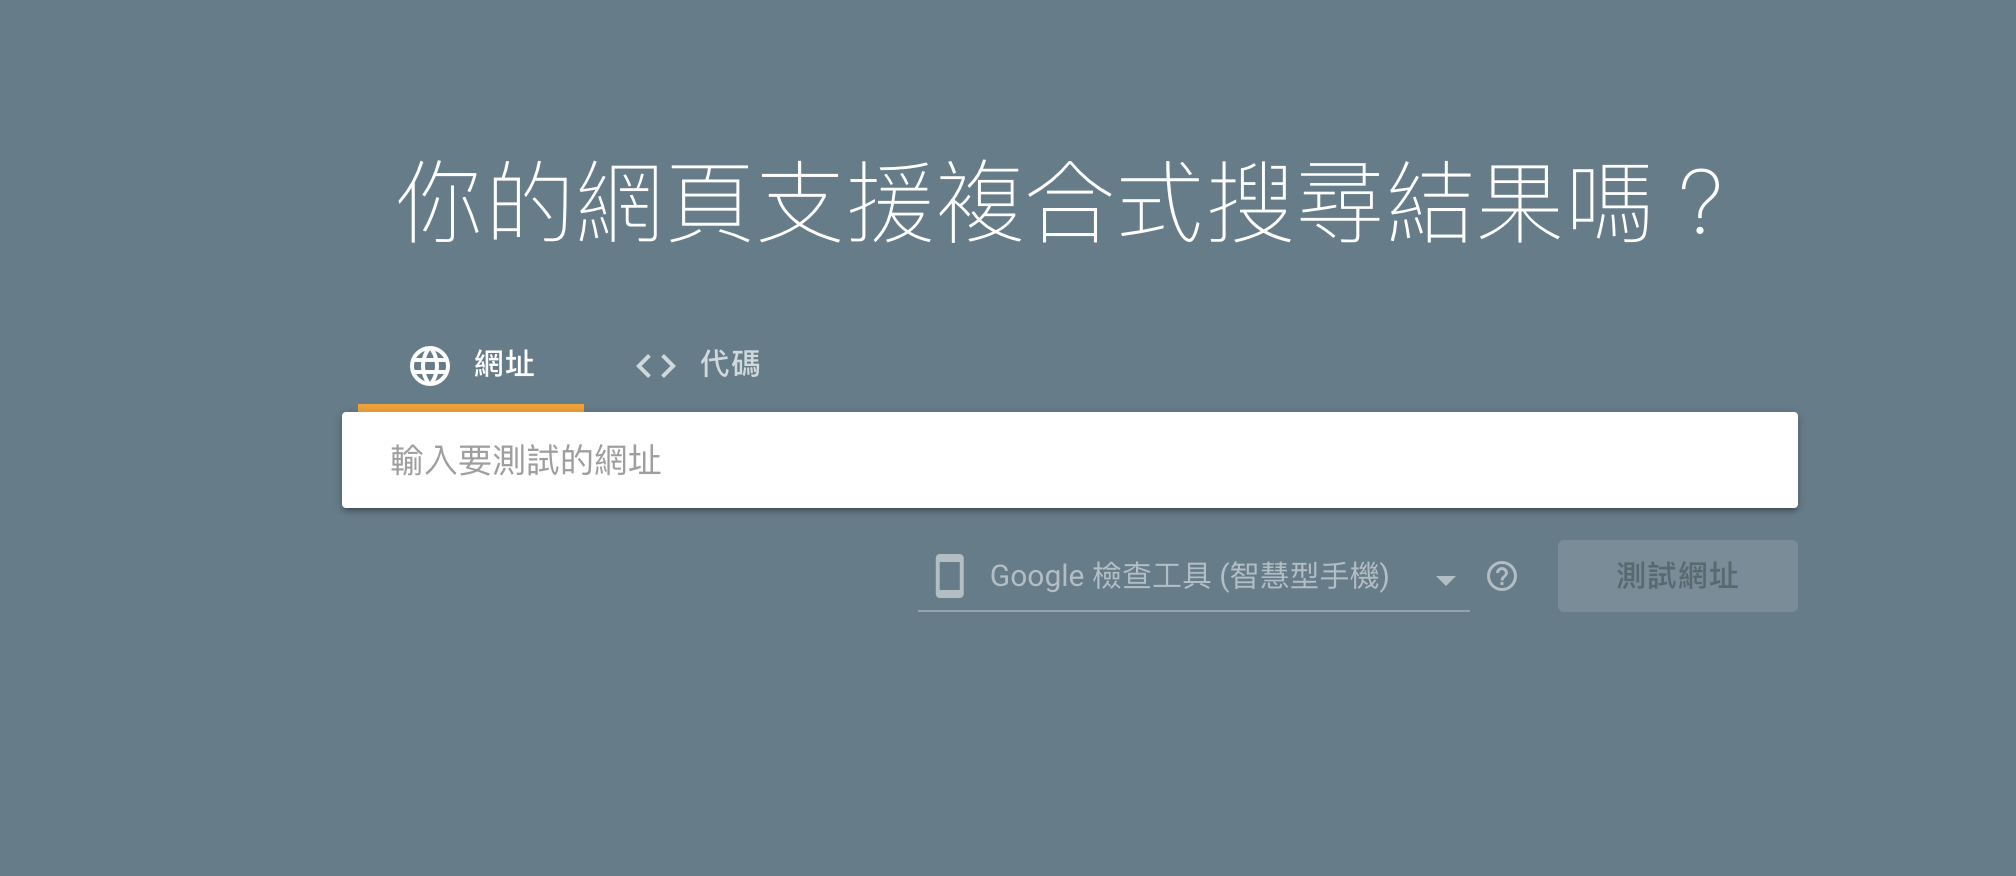 你的網頁支援複合式搜尋結果嗎？
網址
代碼
輸入要測試的網址
Google 檢查工具 (智慧型手機)
測試網址